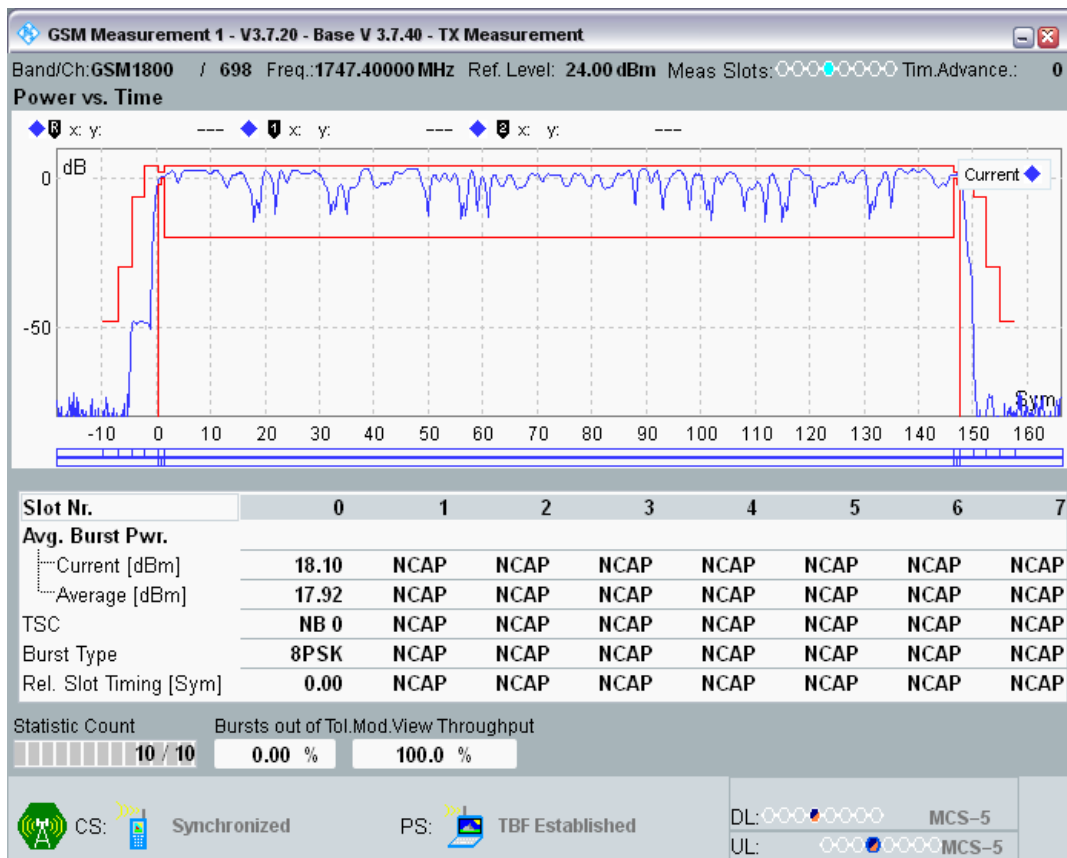 GSM Measurement 1 - V3.7.20 - Base V 3.7.40 - TX Measurement
Band/Ch:GSM1800 / 698 Freq.:1747.40000 MHz Ref. Level: 24.00 dBm Meas Slots: Tim.Advance.: 0
Power vs. Time
R x: y: --- 1 x: y: --- 2 x: y: ---
dB
Current
0
-50
Sym
-10 0 10 20 30 40 50 60 70 80 90 100 110 120 130 140 150 160
Slot Nr. 0 1 2 3 4 5 6 7
Avg. Burst Pwr.
Current [dBm] 18.10 NCAP NCAP NCAP NCAP NCAP NCAP NCAP
Average [dBm] 17.92 NCAP NCAP NCAP NCAP NCAP NCAP NCAP
TSC NB 0 NCAP NCAP NCAP NCAP NCAP NCAP NCAP
Burst Type 8PSK NCAP NCAP NCAP NCAP NCAP NCAP NCAP
Rel. Slot Timing [Sym] 0.00 NCAP NCAP NCAP NCAP NCAP NCAP NCAP
Statistic Count Bursts out of Tol.Mod.View Throughput
10 / 10 0.00 % 100.0 %
CS: Synchronized PS: TBF Established
DL: MCS-5
UL: MCS-5